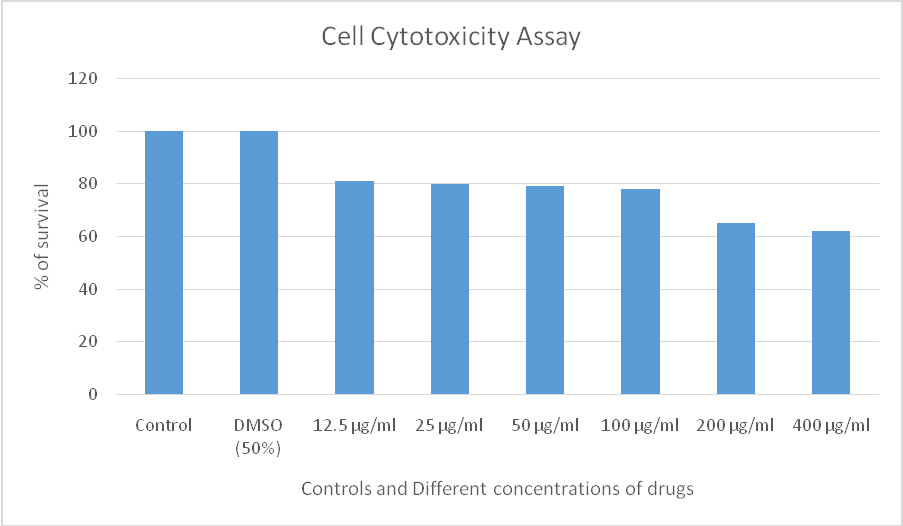 Cell Cytotoxicity Assay
120
100
80
60
40
20
0
% of survival
Control
DMSO
(50%)
12.5 µg/ml
25 µg/ml
50 µg/ml
100 µg/ml
200 µg/ml
400 µg/ml
Controls and Different concentrations of drugs